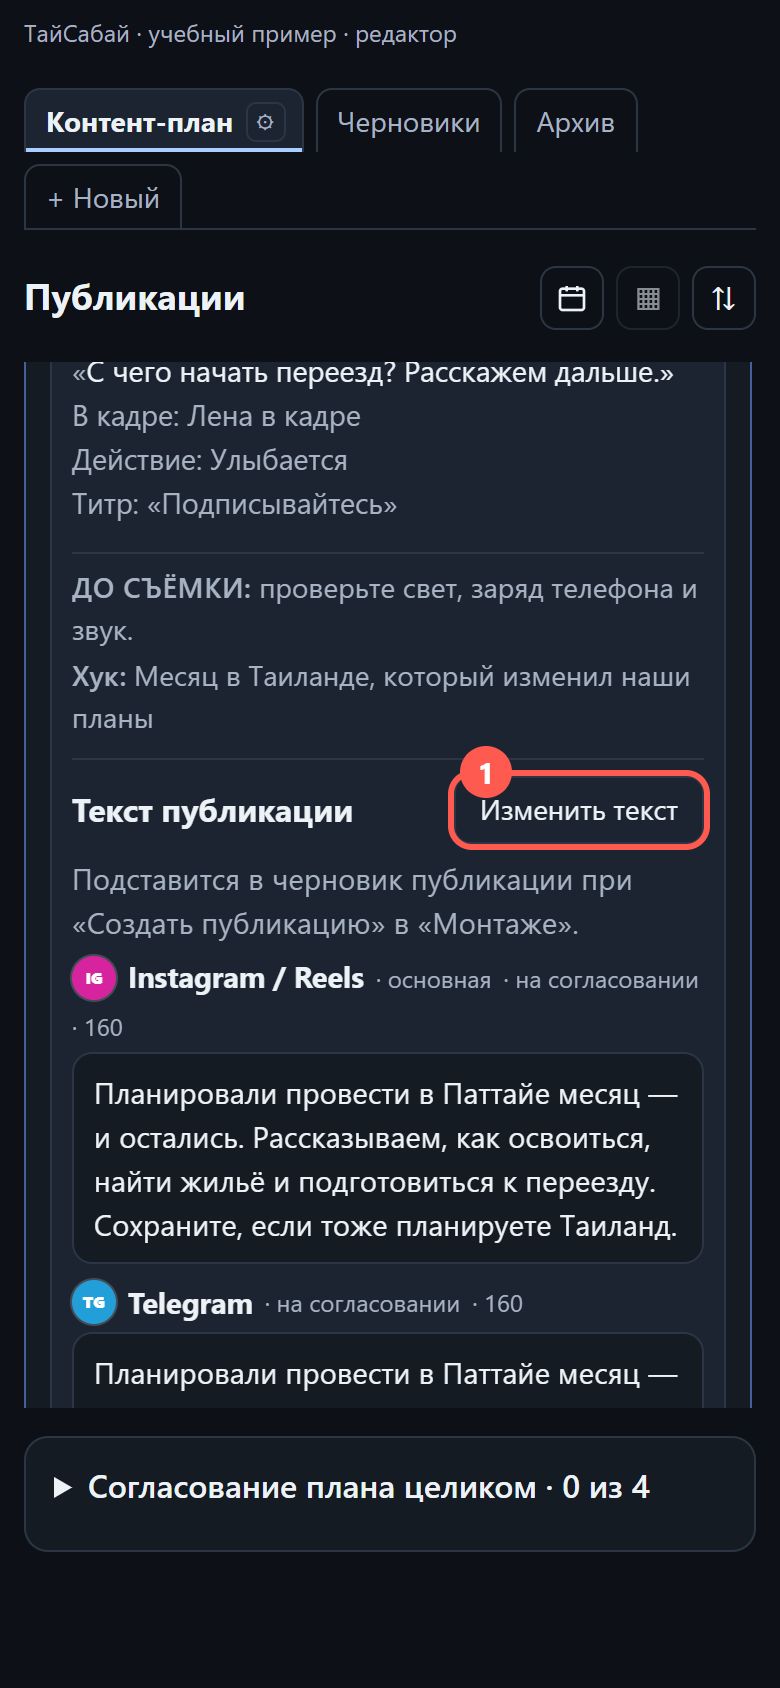 ТайСабай · учебный пример · редактор
Контент-план ⚙ Черновики Архив
+ Новый
Публикации
«С чего начать переезд? Расскажем дальше.»
В кадре: Лена в кадре
Действие: Улыбается
Титр: «Подписывайтесь»
ДО СЪЁМКИ: проверьте свет, заряд телефона и
звук.
Хук: Месяц в Таиланде, который изменил наши
планы
1
Текст публикации Изменить текст
Подставится в черновик публикации при
«Создать публикацию» в «Монтаже».
IG Instagram / Reels · основная · на согласовании
· 160
Планировали провести в Паттайе месяц —
и остались. Рассказываем, как освоиться,
найти жильё и подготовиться к переезду.
Сохраните, если тоже планируете Таиланд.
TG Telegram · на согласовании · 160
Планировали провести в Паттайе месяц —
▶ Согласование плана целиком · 0 из 4